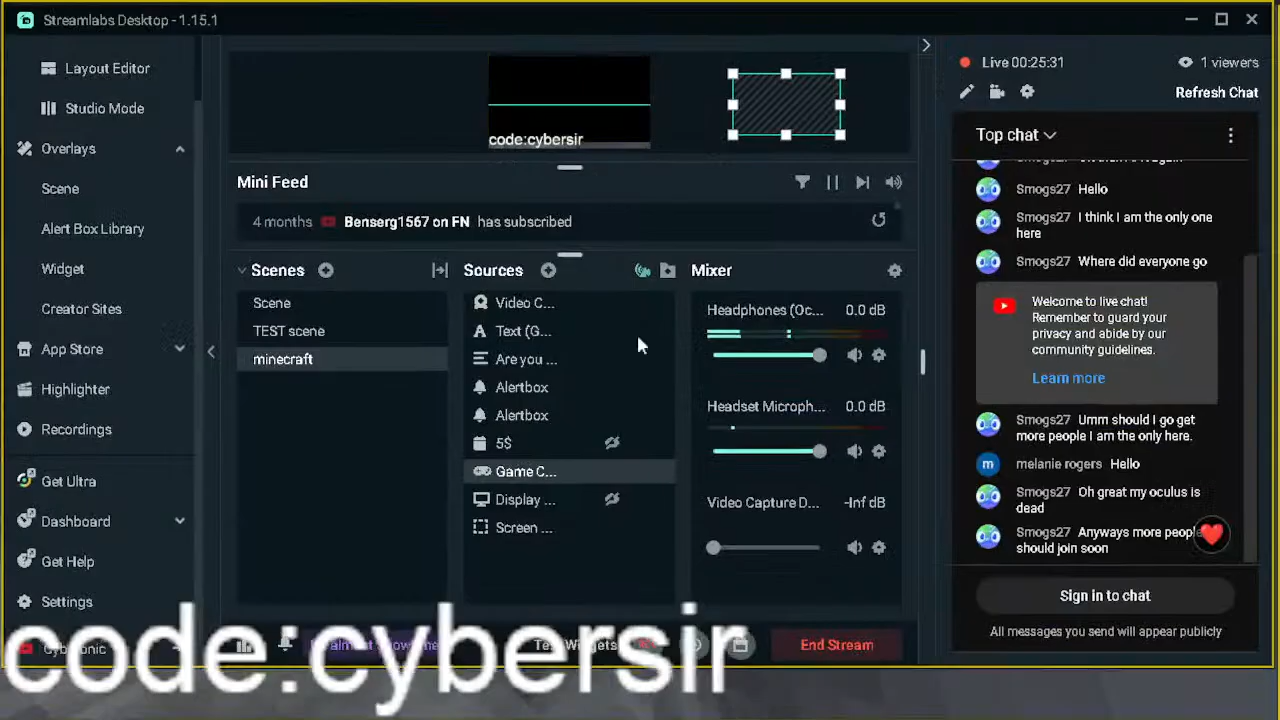 Streamlabs Desktop - 1.15.1
Layout Editor
Studio Mode
Overlays
Scene
Alert Box Library
Widget
Creator Sites
App Store
Highlighter
Recordings
Get Ultra
Dashboard
Get Help
Settings
code:cybersir
Mini Feed
4 months Benserg1567 on FN has subscribed
Scenes
Scene
TEST scene
minecraft
Sources
Video C...
Text (G...
Are you ...
Alertbox
Alertbox
5$
Game C...
Display ...
Screen ...
Mixer
Headphones (Oc... 0.0 dB
Headset Microph... 0.0 dB
Video Capture D... -Inf dB
Test Widgets
End Stream
Live 00:25:31
1 viewers
Refresh Chat
Top chat
Smogs27 Hello
Smogs27 I think I am the only one
here
Smogs27 Where did everyone go
Welcome to live chat!
Remember to guard your
privacy and abide by our
community guidelines.
Learn more
Smogs27 Umm should I go get
more people I am the only here.
melanie rogers Hello
Smogs27 Oh great my oculus is
dead
Smogs27 Anyways more people
should join soon
Sign in to chat
All messages you send will appear publicly
code:cybersir